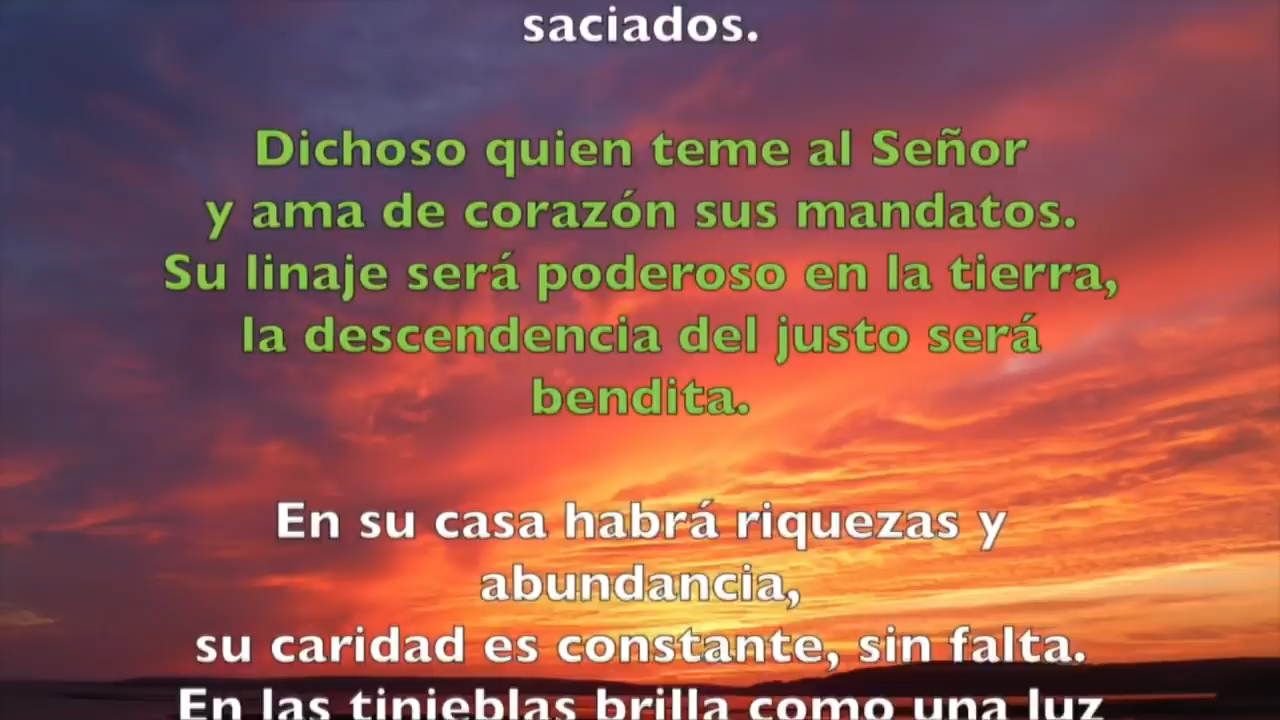 saciados.
Dichoso quien teme al Señor
y ama de corazón sus mandatos.
Su linaje será poderoso en la tierra,
la descendencia del justo será
bendita.
En su casa habrá riquezas y
abundancia,
su caridad es constante, sin falta.
En las tinieblas brilla como una luz